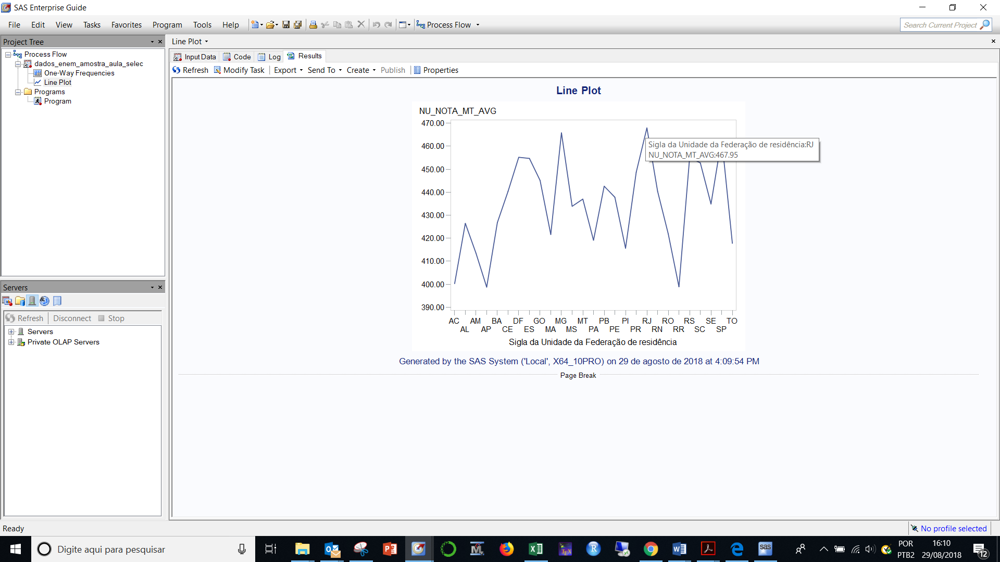 SAS Enterprise Guide
File Edit View Tasks Favorites Program Tools Help Process Flow Search Current Project
Project Tree
Process Flow
dados_enem_amostra_aula_selec
One-Way Frequencies
Line Plot
Programs
Program
Servers
Refresh Disconnect Stop
Servers
Private OLAP Servers
Line Plot
Input Data Code Log Results
Refresh Modify Task Export Send To Create Publish Properties
Line Plot
NU_NOTA_MT_AVG
470.00
460.00
450.00
440.00
430.00
420.00
410.00
400.00
390.00
Sigla da Unidade da Federação de residência:RJ
NU_NOTA_MT_AVG:467.95
AC AM BA DF GO MG MT PB PI RJ RO RS SE TO
AL AP CE ES MA MS PA PE PR RN RR SC SP
Sigla da Unidade da Federação de residência
Generated by the SAS System ('Local', X64_10PRO) on 29 de agosto de 2018 at 4:09:54 PM
Page Break
Ready
No profile selected
Digite aqui para pesquisar
POR
PTB2
16:10
29/08/2018
12